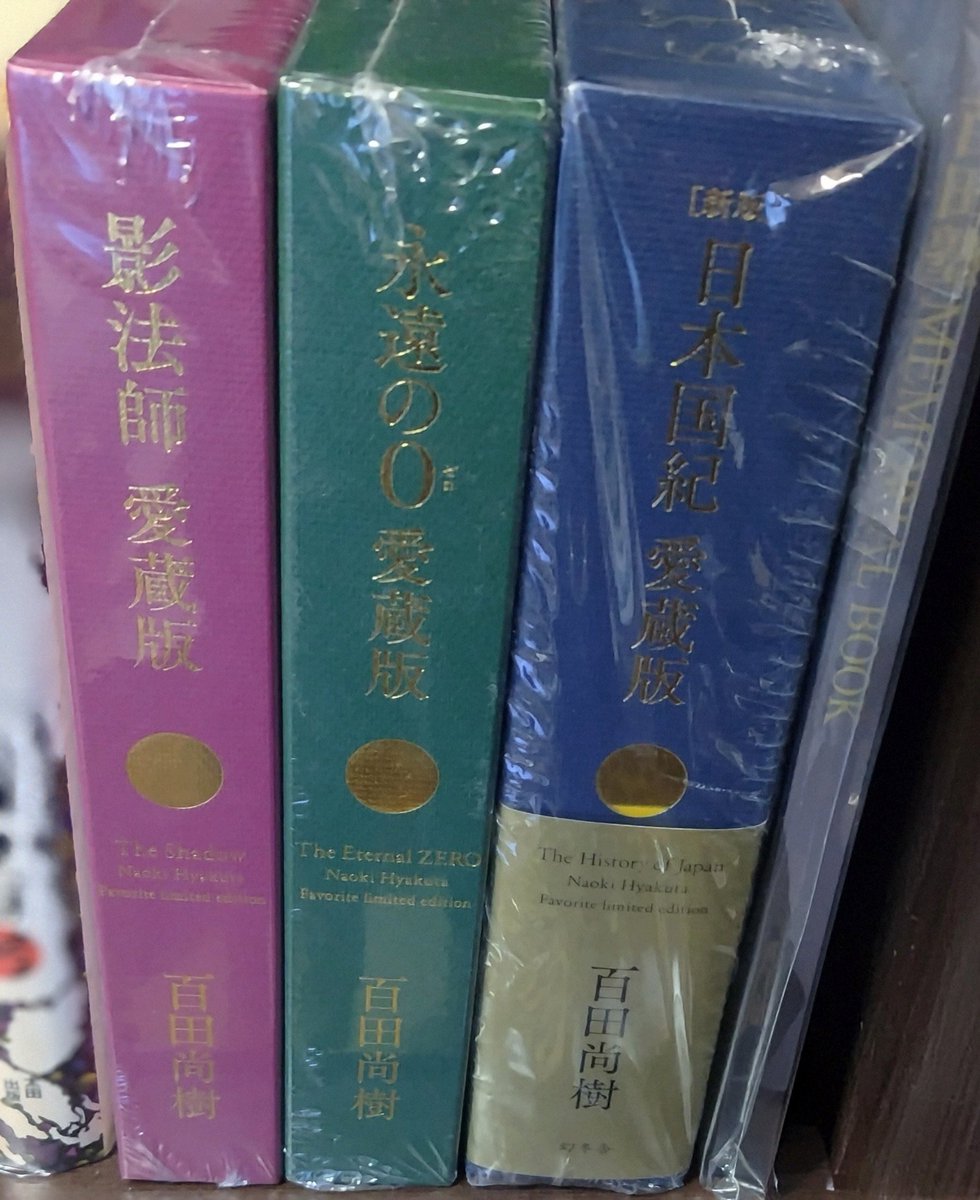 影法師 愛蔵版
The Shadow
Naoki Hyakuta
Favorite limited edition
百田尚樹
永遠の0 愛蔵版
ゼロ
The Eternal ZERO
Naoki Hyakuta
Favorite limited edition
百田尚樹
[新版]
日本国紀 愛蔵版
The History of Japan
Naoki Hyakuta
Favorite limited edition
百田尚樹
幻冬舎
BOOK